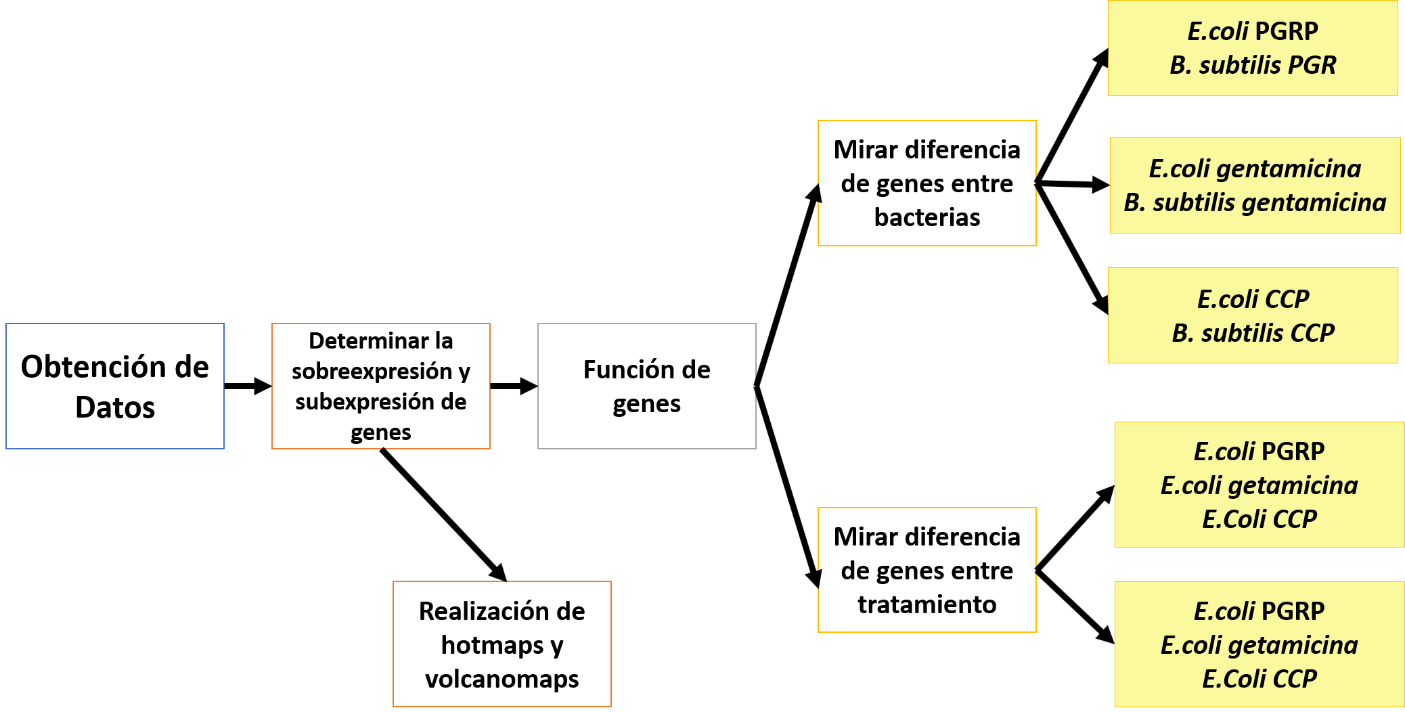 Obtención de
Datos
Determinar la
sobreexpresión y
subexpresión de
genes
Realización de
hotmaps y
volcanomaps
Función de
genes
Mirar diferencia
de genes entre
bacterias
E.coli PGRP
B. subtilis PGR
E.coli gentamicina
B. subtilis gentamicina
E.coli CCP
B. subtilis CCP
Mirar diferencia
de genes entre
tratamiento
E.coli PGRP
E.coli getamicina
E.Coli CCP
E.coli PGRP
E.coli getamicina
E.Coli CCP